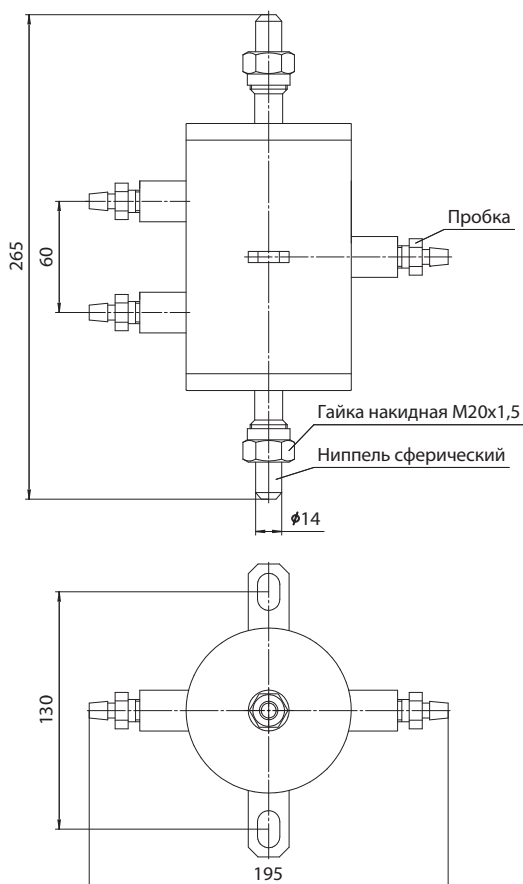 265
60
Пробка
Гайка накидная М20х1,5
Ниппель сферический
ϕ14
130
195